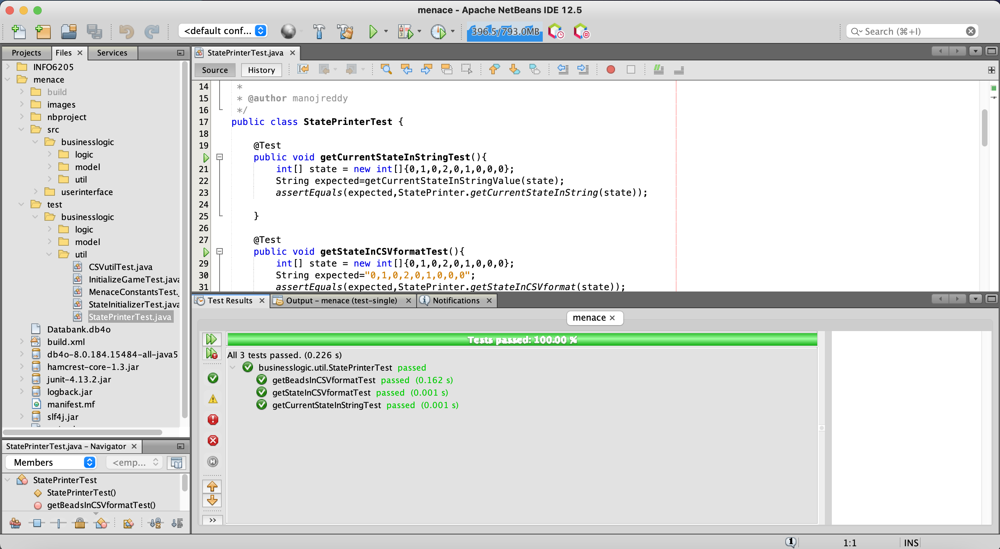 menace - Apache NetBeans IDE 12.5
<default conf...
396.5/793.0MB
Search (⌘+I)
Projects
Files
Services
INFO6205
menace
build
images
nbproject
src
businesslogic
logic
model
util
userinterface
test
businesslogic
logic
model
util
CSVutilTest.java
InitializeGameTest.java
MenaceConstantsTest.
StateInitializerTest.java
StatePrinterTest.java
Databank.db4o
build.xml
db4o-8.0.184.15484-all-java5
hamcrest-core-1.3.jar
junit-4.13.2.jar
logback.jar
manifest.mf
slf4j.jar
StatePrinterTest.java - Navigator
Members
<emp...
StatePrinterTest
StatePrinterTest()
getBeadsInCSVformatTest()
StatePrinterTest.java
Source
History
14 *
15 * @author manojreddy
16 */
17 public class StatePrinterTest {
18
19 @Test
public void getCurrentStateInStringTest(){
21 int[] state = new int[]{0,1,0,2,0,1,0,0,0};
22 String expected=getCurrentStateInStringValue(state);
23 assertEquals(expected,StatePrinter.getCurrentStateInString(state));
24
25 }
26
27 @Test
public void getStateInCSVformatTest(){
29 int[] state = new int[]{0,1,0,2,0,1,0,0,0};
30 String expected="0,1,0,2,0,1,0,0,0";
31 assertEquals(expected,StatePrinter.getStateInCSVformat(state));
Test Results
Output - menace (test-single)
Notifications
menace
Tests passed: 100.00 %
All 3 tests passed. (0.226 s)
businesslogic.util.StatePrinterTest passed
getBeadsInCSVformatTest passed (0.162 s)
getStateInCSVformatTest passed (0.001 s)
getCurrentStateInStringTest passed (0.001 s)
>>
1
1:1
INS